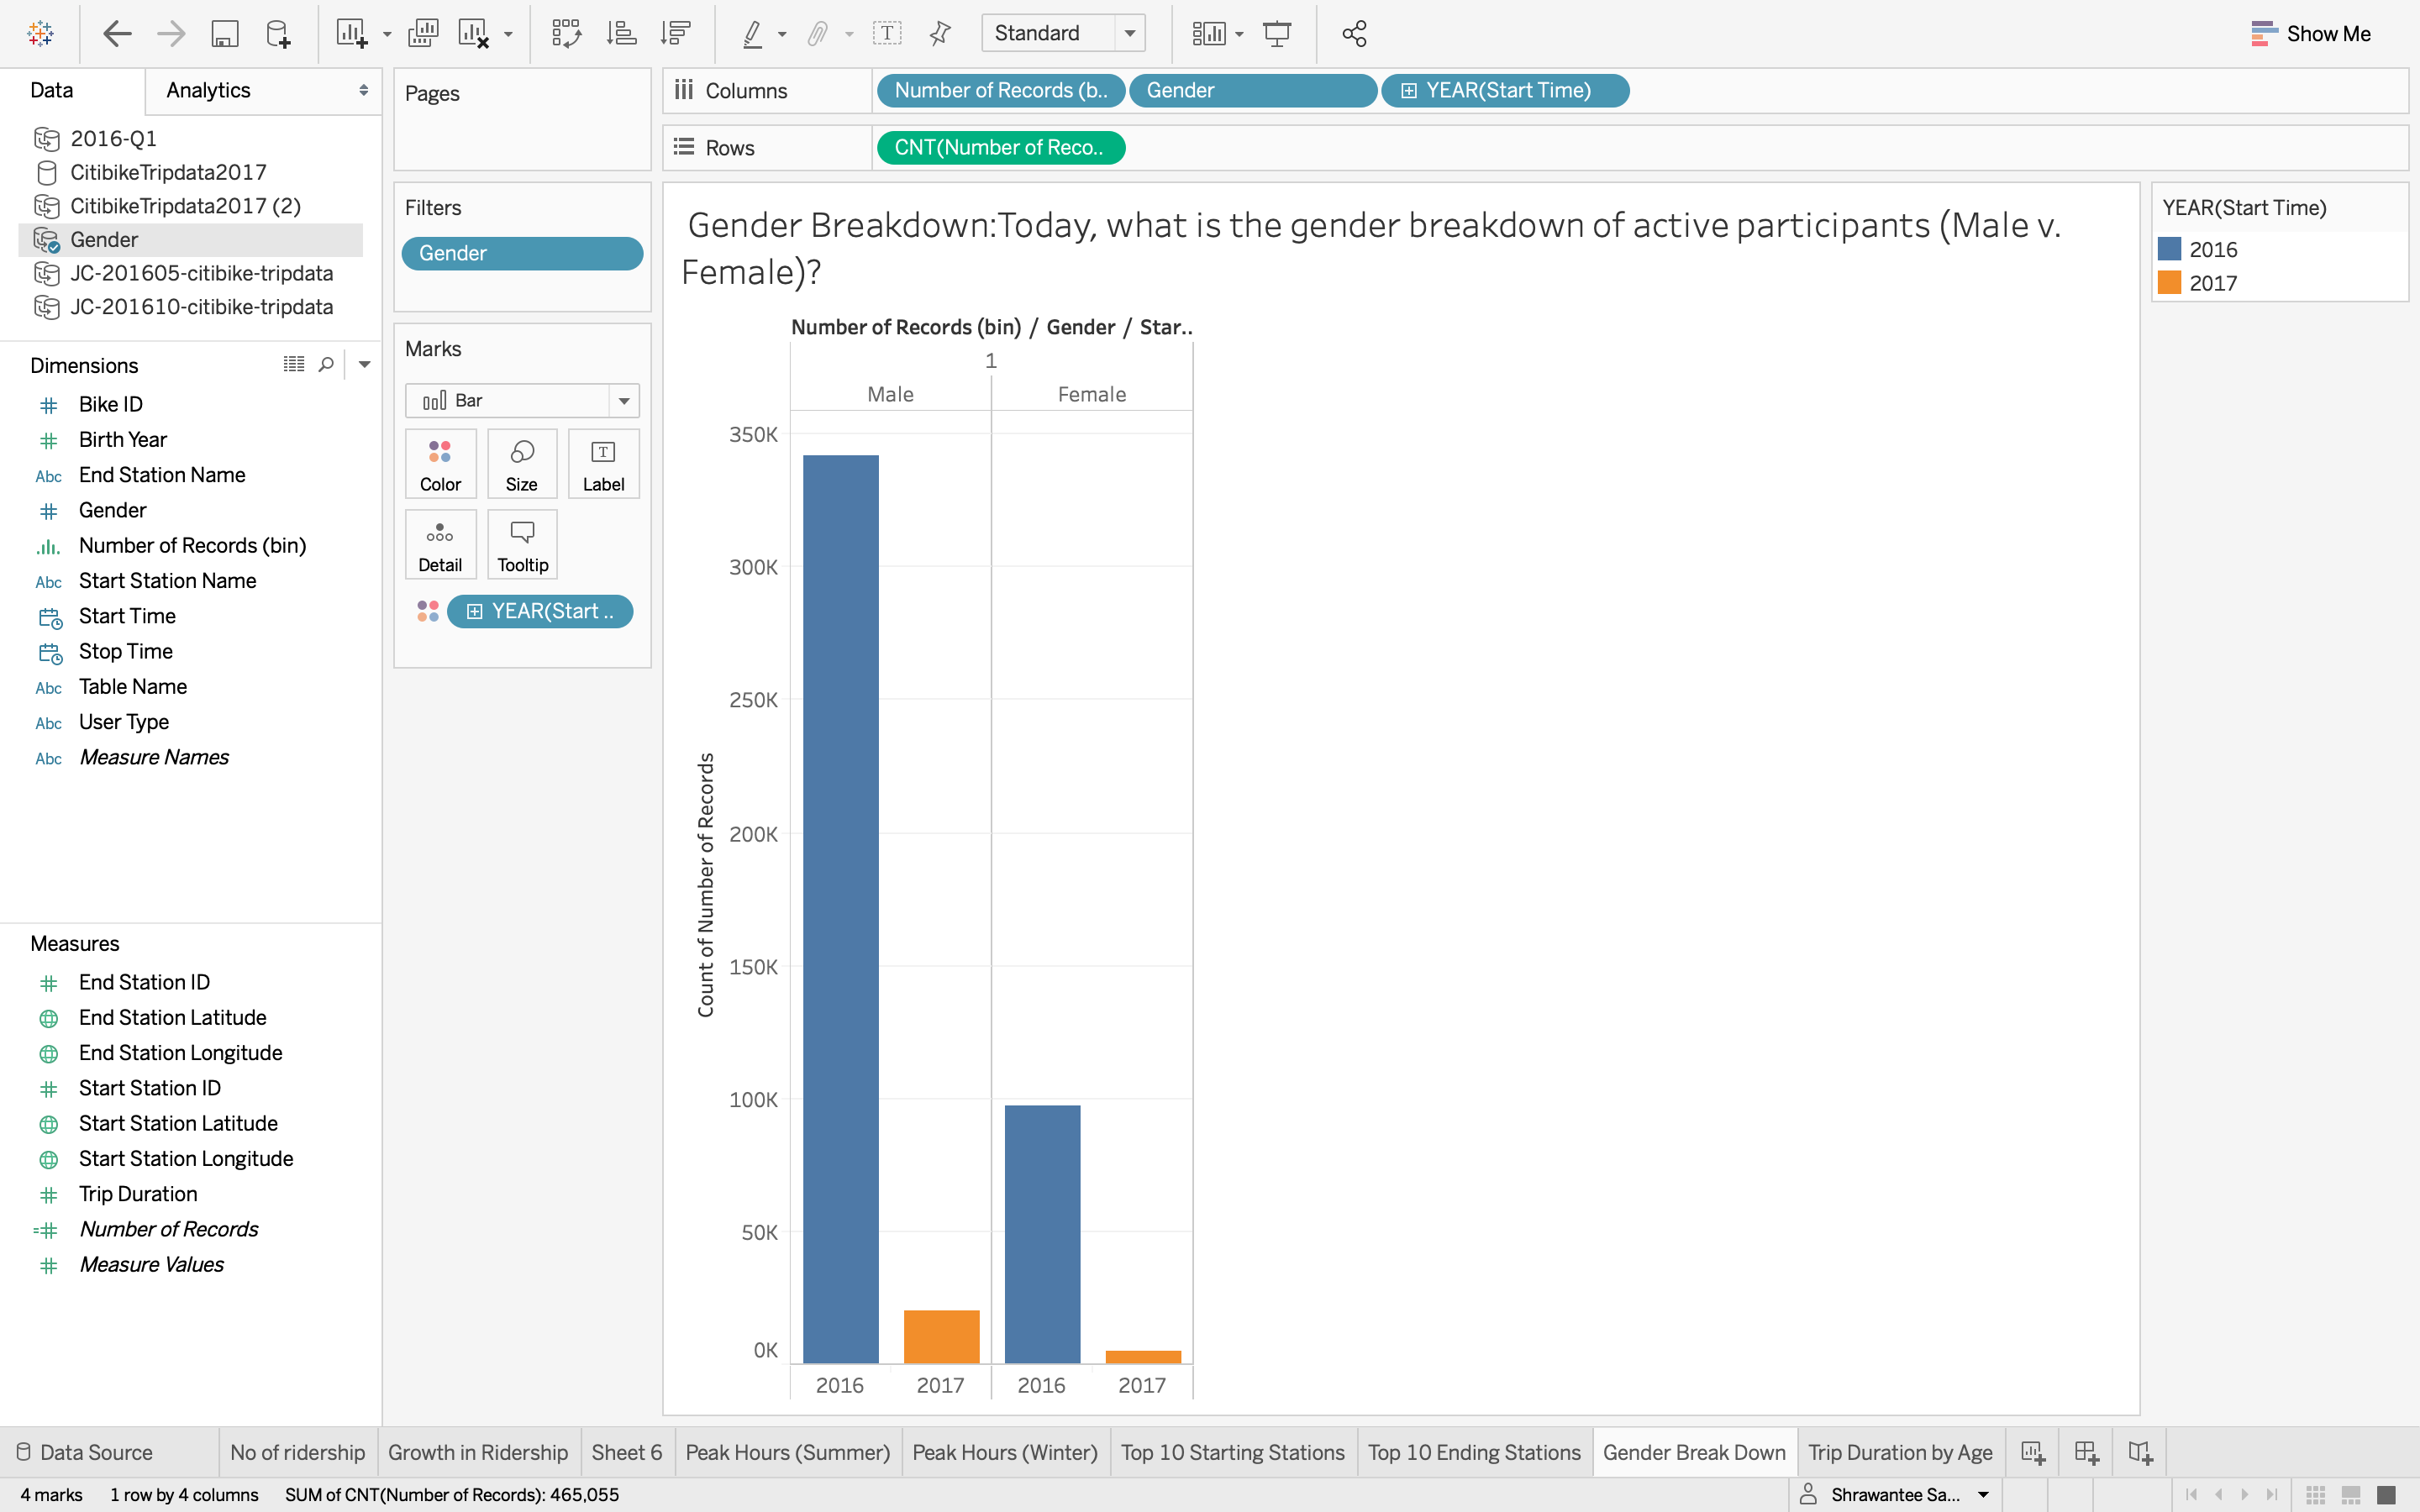 Standard
Show Me
Data
Analytics
2016-Q1
CitibikeTripdata2017
CitibikeTripdata2017 (2)
Gender
JC-201605-citibike-tripdata
JC-201610-citibike-tripdata
Dimensions
Bike ID
Birth Year
Abc End Station Name
Gender
Number of Records (bin)
Abc Start Station Name
Start Time
Stop Time
Abc Table Name
Abc User Type
Abc Measure Names
Measures
End Station ID
End Station Latitude
End Station Longitude
Start Station ID
Start Station Latitude
Start Station Longitude
Trip Duration
Number of Records
Measure Values
Pages
Filters
Gender
Marks
Bar
Color Size Label
Detail Tooltip
YEAR(Start ..
Columns Number of Records (b.. Gender YEAR(Start Time)
Rows CNT(Number of Reco..
Gender Breakdown:Today, what is the gender breakdown of active participants (Male v.
Female)?
Number of Records (bin) / Gender / Star..
1
Male Female
350K
300K
250K
200K
150K
100K
50K
0K
Count of Number of Records
2016 2017 2016 2017
YEAR(Start Time)
2016
2017
Data Source No of ridership Growth in Ridership Sheet 6 Peak Hours (Summer) Peak Hours (Winter) Top 10 Starting Stations Top 10 Ending Stations Gender Break Down Trip Duration by Age
4 marks 1 row by 4 columns SUM of CNT(Number of Records): 465,055 Shrawantee Sa...